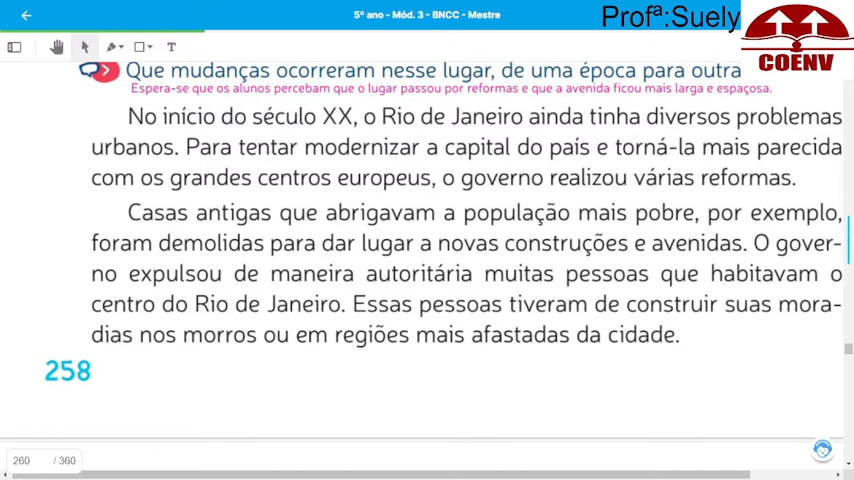 5º ano - Mód. 3 - BNCC - Mestre
Profª:Suely
COENV
T
Que mudanças ocorreram nesse lugar, de uma época para outra
Espera-se que os alunos percebam que o lugar passou por reformas e que a avenida ficou mais larga e espaçosa.
No início do século XX, o Rio de Janeiro ainda tinha diversos problemas
urbanos. Para tentar modernizar a capital do país e torná-la mais parecida
com os grandes centros europeus, o governo realizou várias reformas.
Casas antigas que abrigavam a população mais pobre, por exemplo,
foram demolidas para dar lugar a novas construções e avenidas. O gover-
no expulsou de maneira autoritária muitas pessoas que habitavam o
centro do Rio de Janeiro. Essas pessoas tiveram de construir suas mora-
dias nos morros ou em regiões mais afastadas da cidade.
258
260 / 360